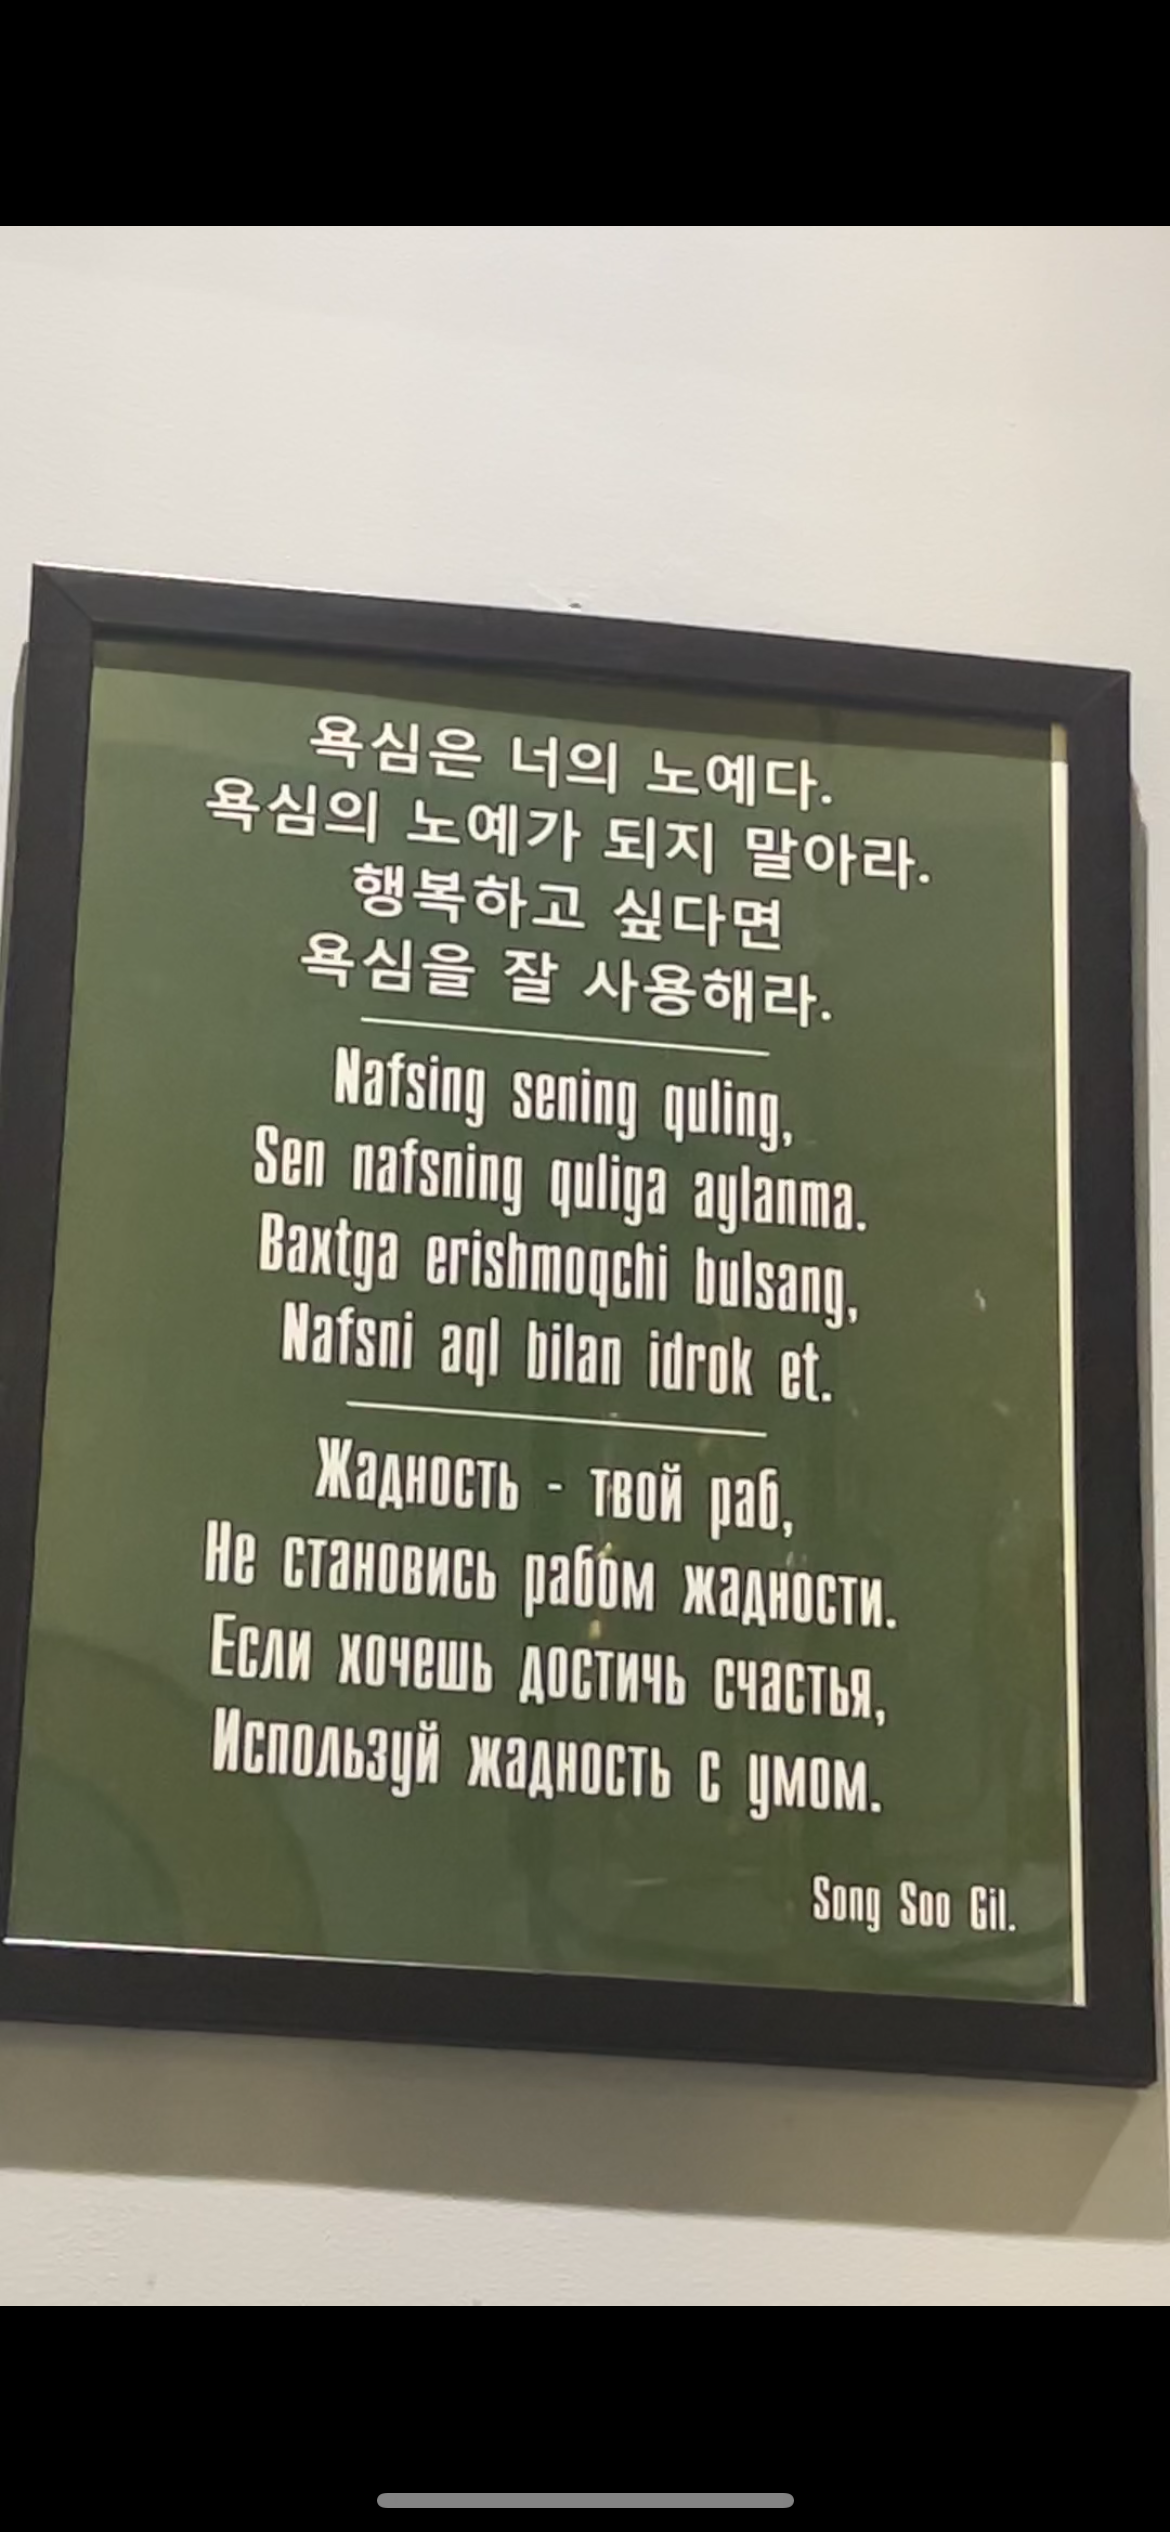 욕심은 너의 노예다.
욕심의 노예가 되지 말아라.
행복하고 싶다면
욕심을 잘 사용해라.
Nafsing sening quling,
Sen nafsning quliga aylanma.
Baxtga erishmoqchi bulsang,
Nafsni aql bilan idrok et.
Жадность - твой раб,
Не становись рабом жадности.
Если хочешь достичь счастья,
Используй жадность с умом.
Song Soo Gil.